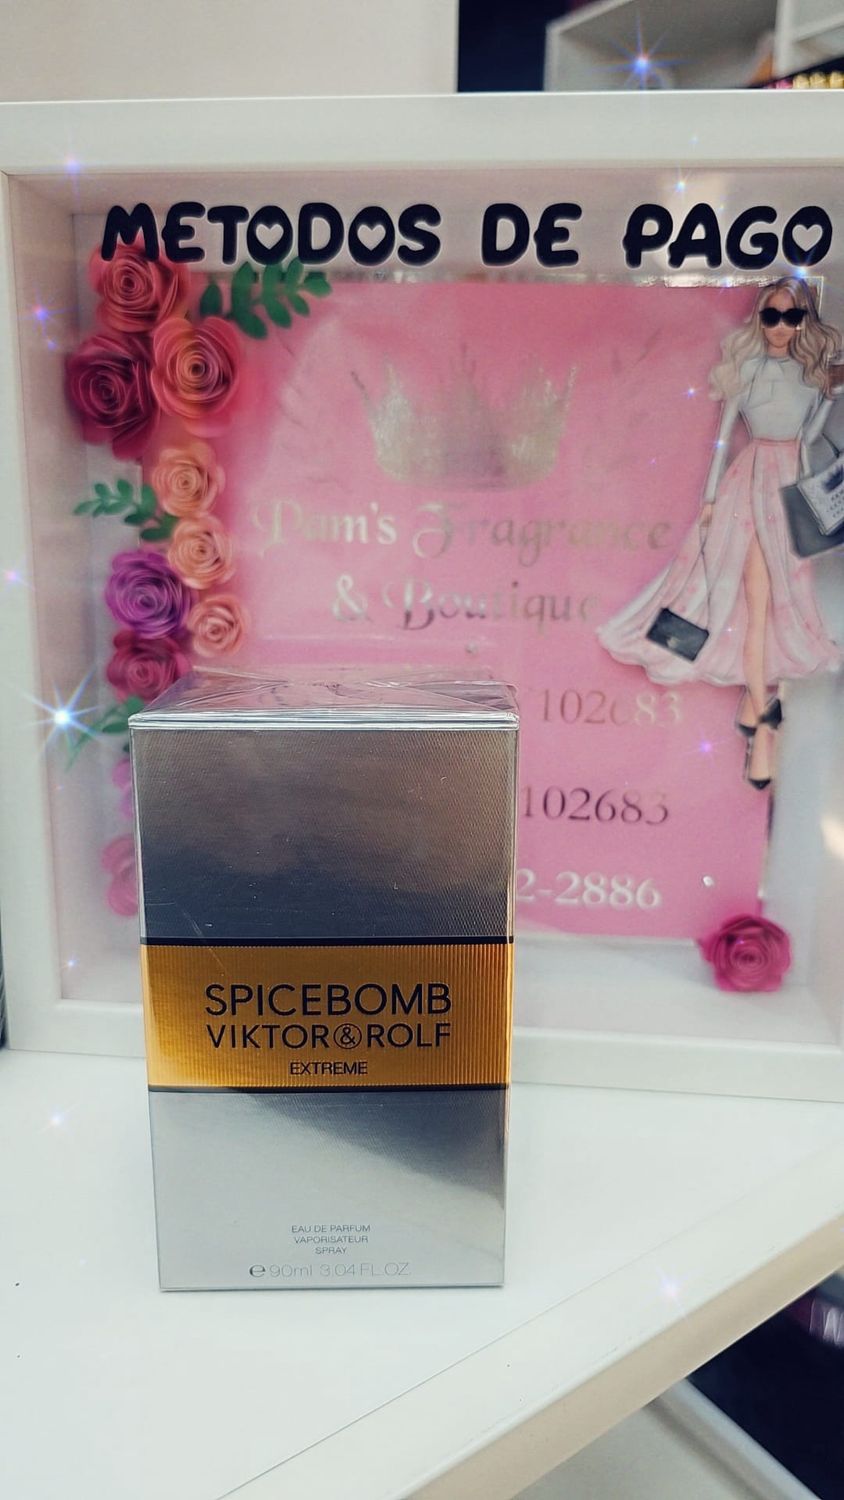 METODOS DE PAGO
Pam's Fragrance
& Boutique
102683
102683
2-2886
SPICEBOMB
VIKTOR&ROLF
EXTREME
EAU DE PARFUM
VAPORISATEUR
SPRAY
e 90ml 3.04 FL.OZ.